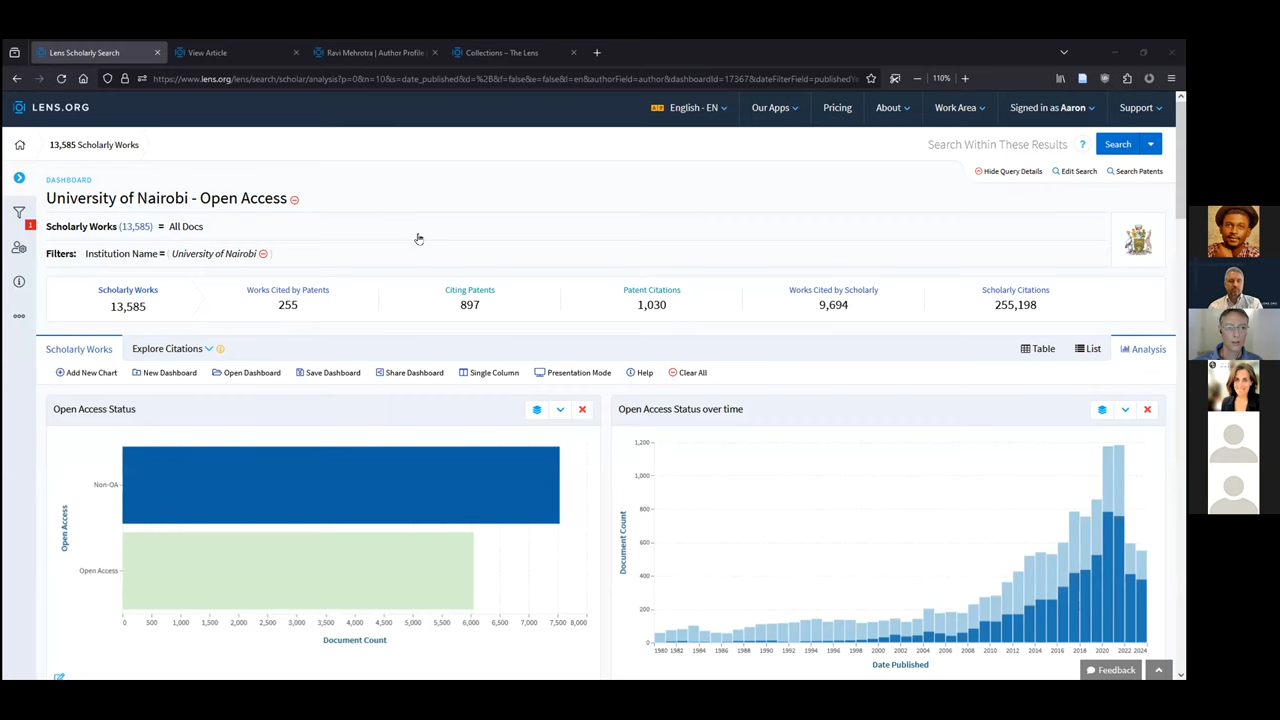 Lens Scholarly Search
View Article
Ravi Mehrotra | Author Profile
Collections – The Lens
https://www.lens.org/lens/search/scholar/analysis?p=0&n=10&s=date_published&d=%2B&f=false&e=false&l=en&authorField=author&dashboardId=17367&dateFilterField=publishedYe
110%
LENS.ORG
English - EN
Our Apps
Pricing
About
Work Area
Signed in as Aaron
Support
13,585 Scholarly Works
Search Within These Results
?
Search
DASHBOARD
Hide Query Details
Edit Search
Search Patents
University of Nairobi - Open Access
1
Scholarly Works (13,585) = All Docs
Filters: Institution Name = ( University of Nairobi )
Scholarly Works
13,585
Works Cited by Patents
255
Citing Patents
897
Patent Citations
1,030
Works Cited by Scholarly
9,694
Scholarly Citations
255,198
Scholarly Works
Explore Citations
Table
List
Analysis
Add New Chart
New Dashboard
Open Dashboard
Save Dashboard
Share Dashboard
Single Column
Presentation Mode
Help
Clear All
Open Access Status
Open Access
Non-OA
Open Access
0 500 1,000 1,500 2,000 2,500 3,000 3,500 4,000 4,500 5,000 5,500 6,000 6,500 7,000 7,500 8,000
Document Count
Open Access Status over time
Document Count
1,200
1,000
800
600
400
200
0
1980 1982 1984 1986 1988 1990 1992 1994 1996 1998 2000 2002 2004 2006 2008 2010 2012 2014 2016 2018 2020 2022 2024
Date Published
Feedback